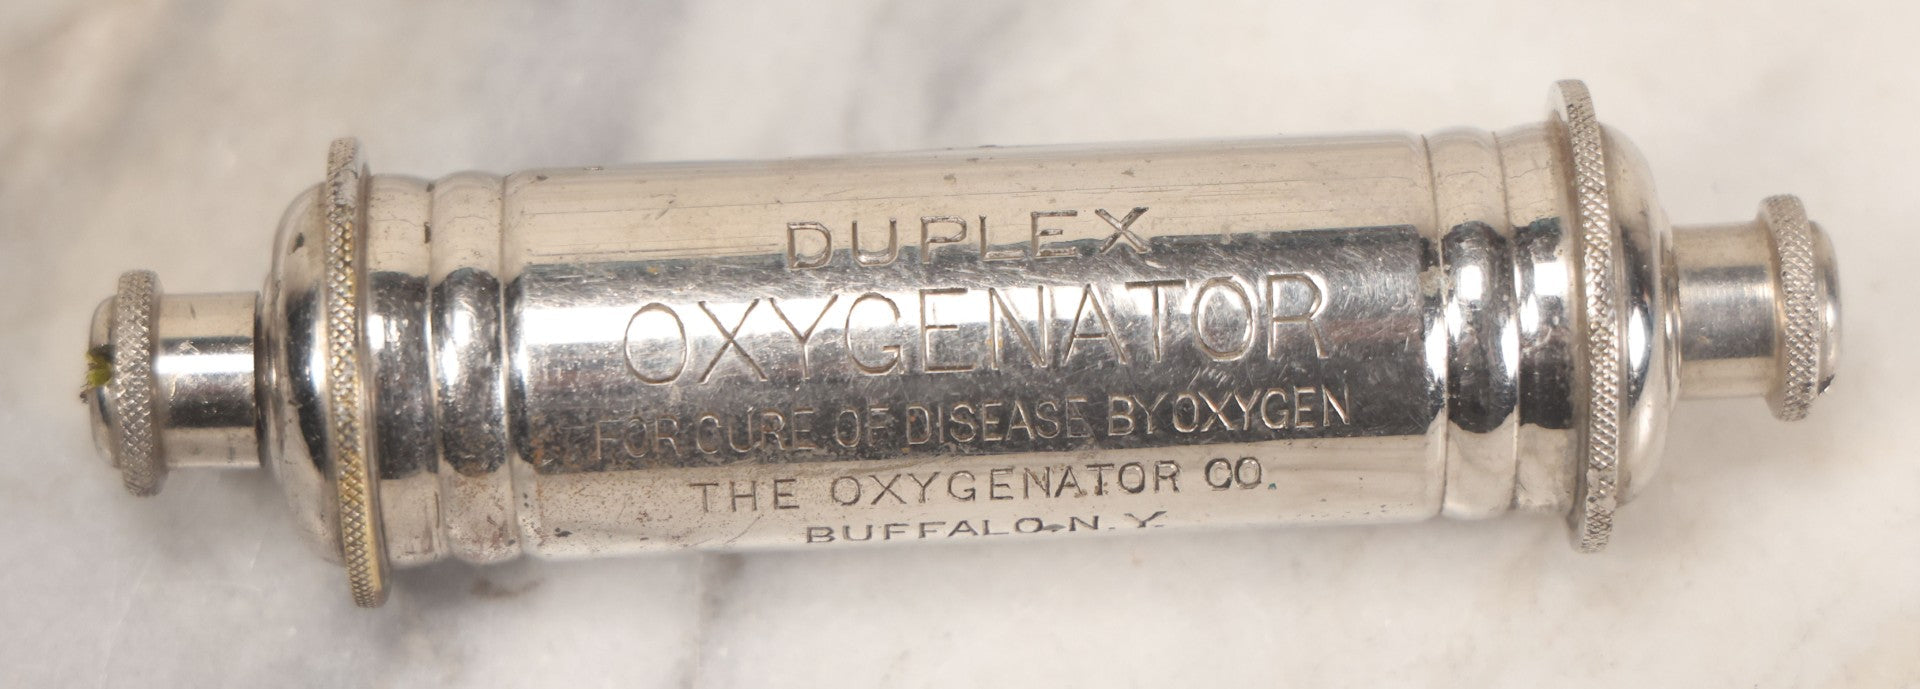 DUPLEX
OXYGENATOR
FOR CURE OF DISEASE BY OXYGEN
THE OXYGENATOR CO.
BUFFALO, N.Y.